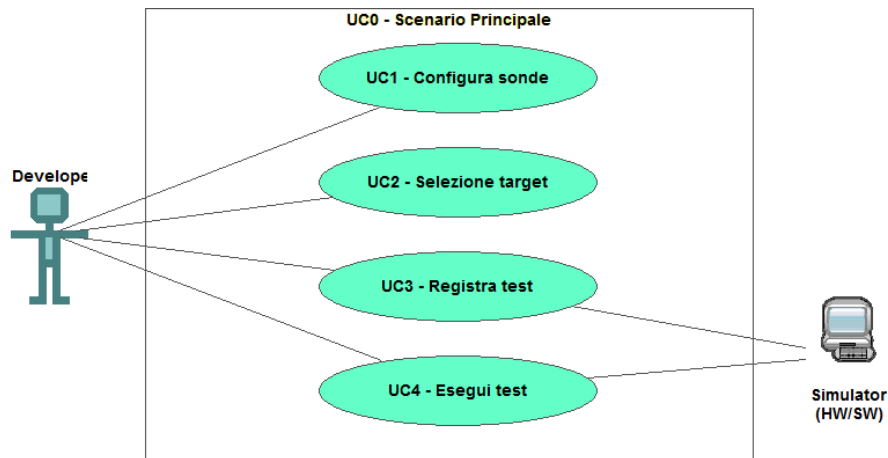 UC0 - Scenario Principale
UC1 - Configura sonde
Develope
UC2 - Selezione target
UC3 - Registra test
UC4 - Esegui test
Simulator
(HW/SW)